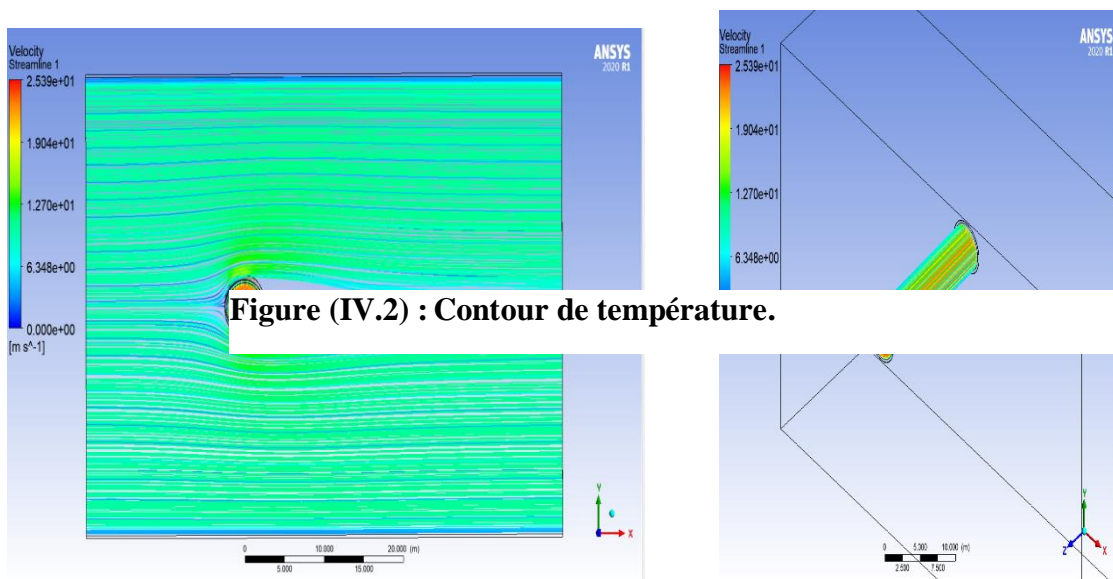 Velocity
Streamline 1
2.539e+01
1.904e+01
1.270e+01
6.348e+00
0.000e+00
[m s^-1]
ANSYS
2020 R1
Y
X
0 10.000 20.000 (m)
5.000 15.000
Velocity
Streamline 1
2.539e+01
1.904e+01
1.270e+01
6.348e+00
ANSYS
2020 R1
Y
Z
X
0 5.000 10.000 (m)
2.500 7.500
Figure (IV.2) : Contour de température.